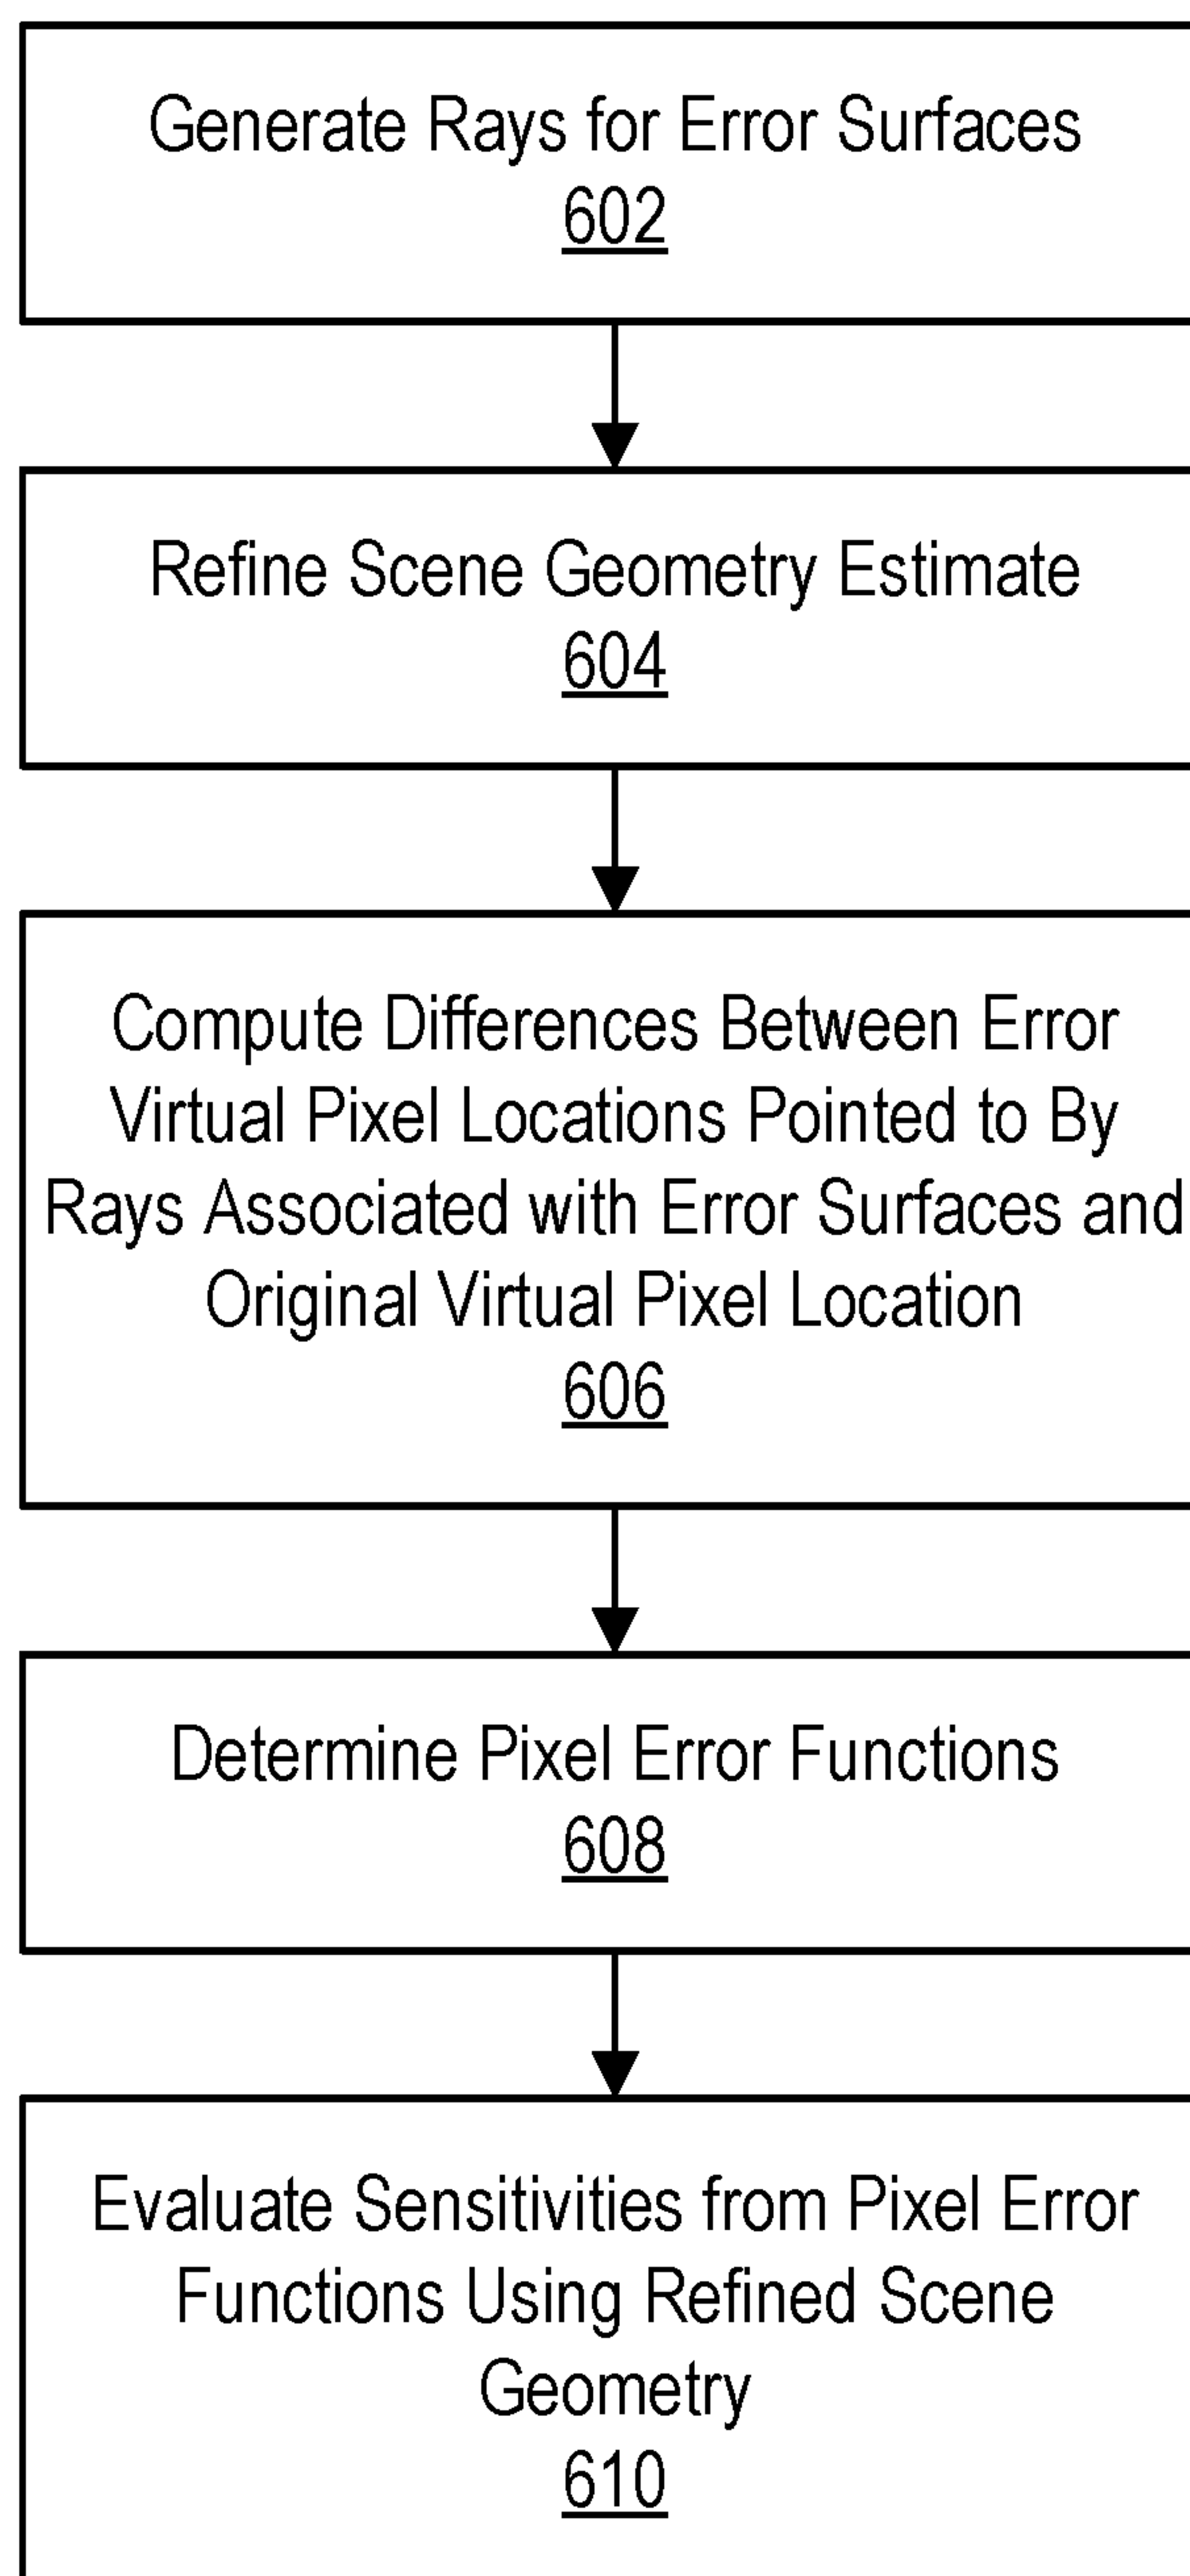 Generate Rays for Error Surfaces
602
Refine Scene Geometry Estimate
604
Compute Differences Between Error
Virtual Pixel Locations Pointed to By
Rays Associated with Error Surfaces and
Original Virtual Pixel Location
606
Determine Pixel Error Functions
608
Evaluate Sensitivities from Pixel Error
Functions Using Refined Scene
Geometry
610